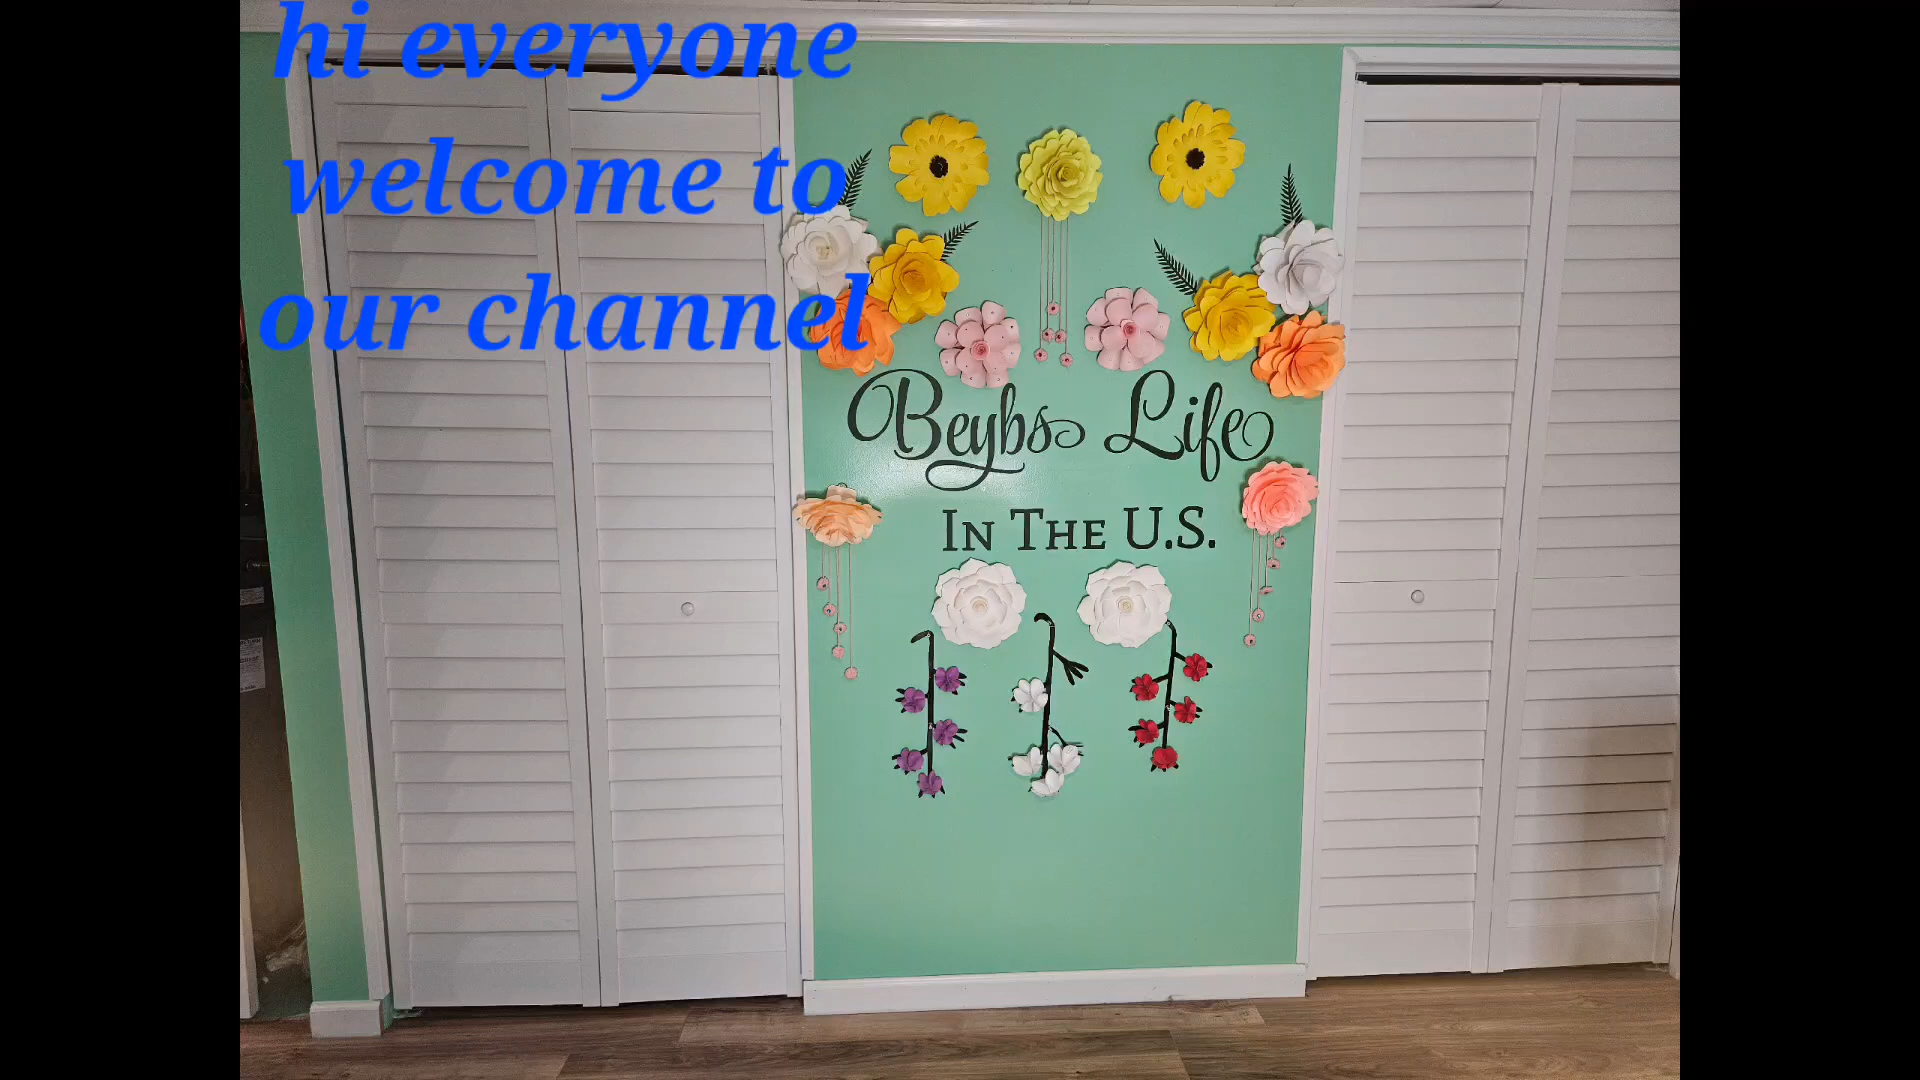 hi everyone
welcome to
our channel
Beybs Life
In The U.S.